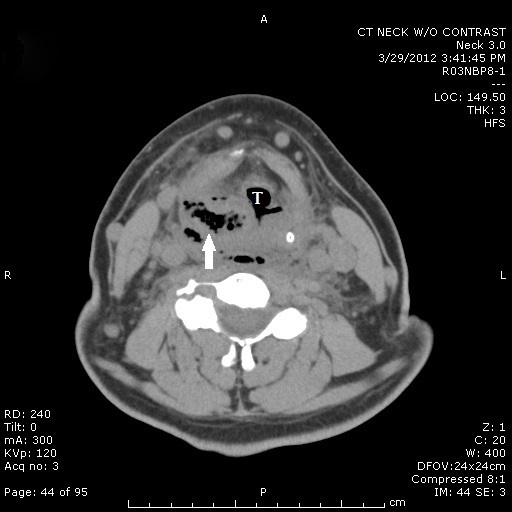 A
CT NECK W/O CONTRAST
Neck 3.0
3/29/2012 3:41:45 PM
R03NBP8-1
---
LOC: 149.50
THK: 3
HFS
T
R
L
RD: 240
Tilt: 0
mA: 300
KVp: 120
Acq no: 3
Page: 44 of 95
P
cm
Z: 1
C: 20
W: 400
DFOV:24x24cm
Compressed 8:1
IM: 44 SE: 3